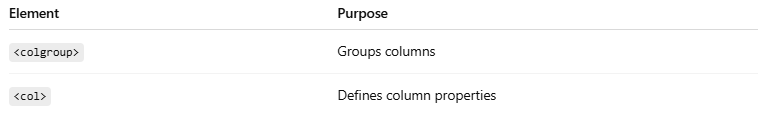 Element Purpose
<colgroup> Groups columns
<col> Defines column properties